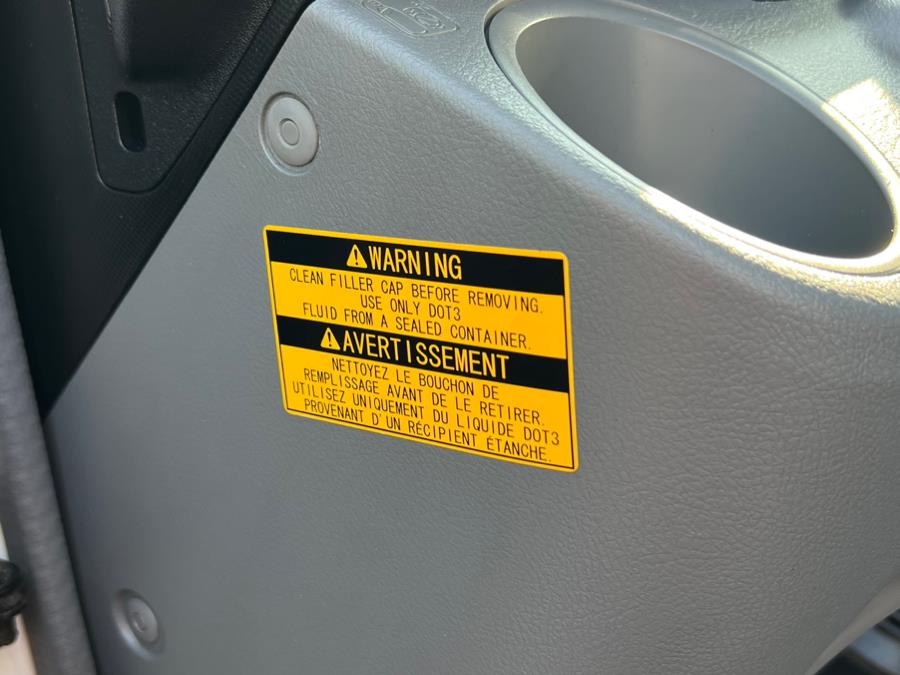 WARNING
CLEAN FILLER CAP BEFORE REMOVING.
USE ONLY DOT3
FLUID FROM A SEALED CONTAINER.
AVERTISSEMENT
NETTOYEZ LE BOUCHON DE
REMPLISSAGE AVANT DE LE RETIRER.
UTILISEZ UNIQUEMENT DU LIQUIDE DOT3
PROVENANT D'UN RÉCIPIENT ÉTANCHE.